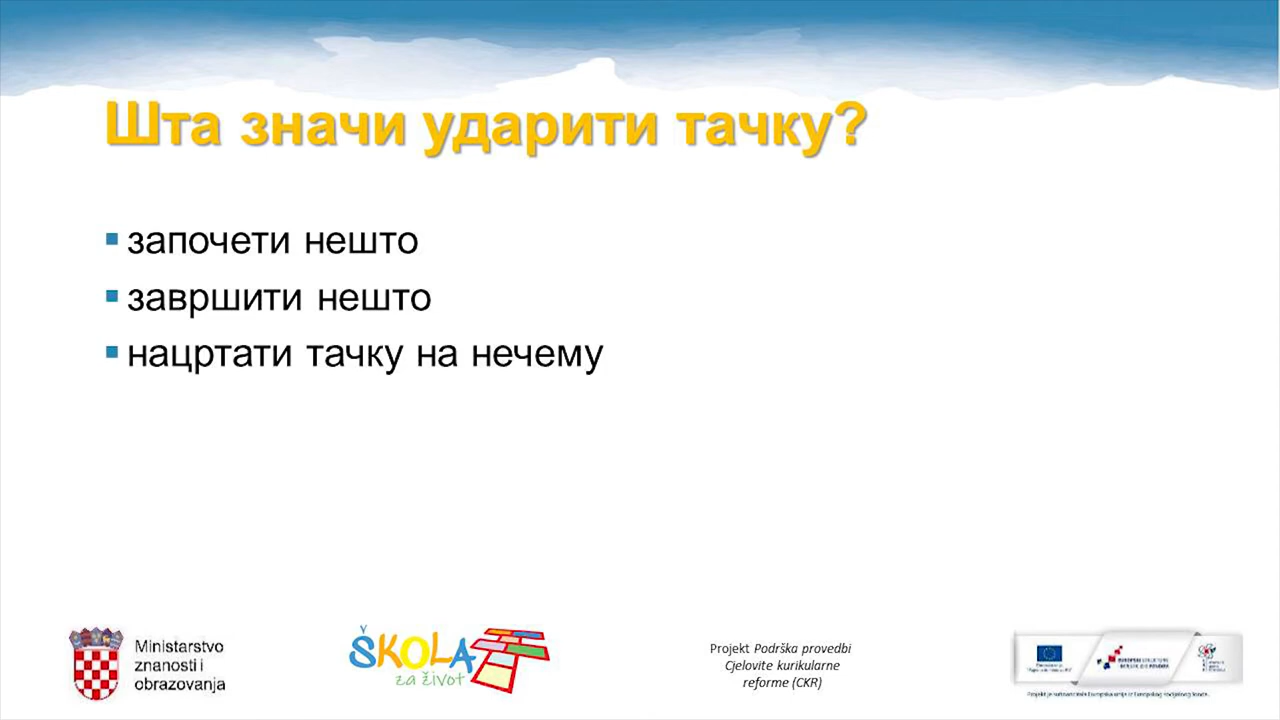 Шта значи ударити тачку?
започети нешто
завршити нешто
нацртати тачку на нечему
Ministarstvo
znanosti i
obrazovanja
ŠKOLA
za život
Projekt Podrška provedbi
Cjelovite kurikularne
reforme (CKR)